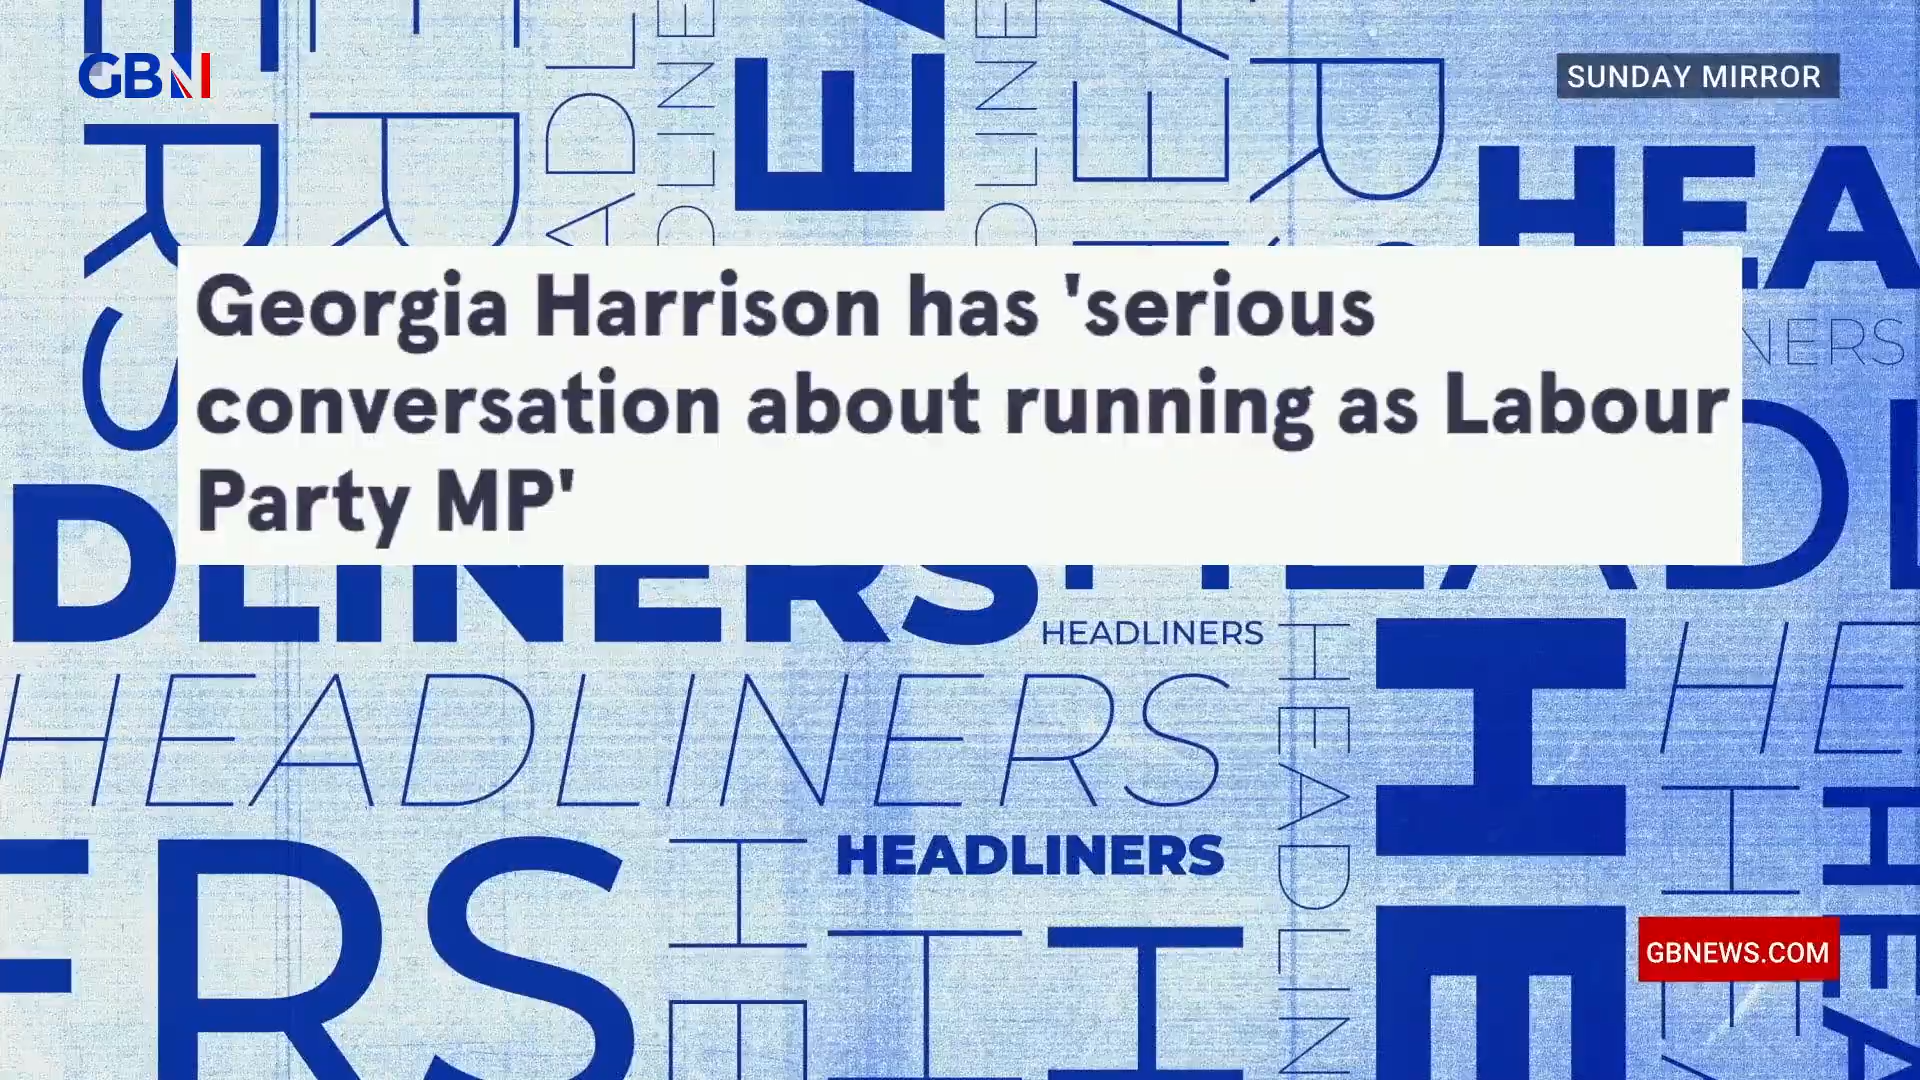 GBN
SUNDAY MIRROR
Georgia Harrison has 'serious
conversation about running as Labour
Party MP'
DLINERS
HEADLINERS
HEADLINERS
HEADLINERS
GBNEWS.COM